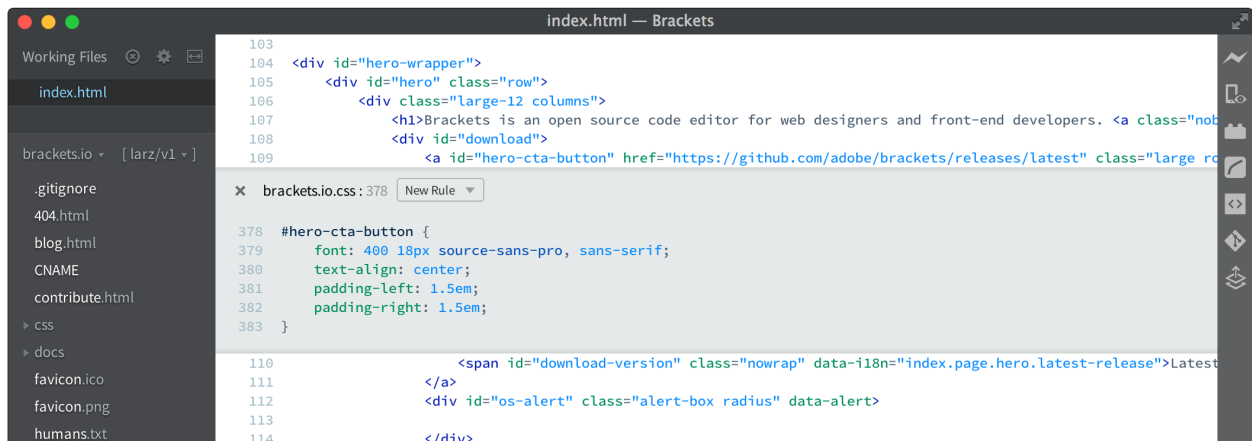 index.html — Brackets
Working Files
index.html
brackets.io [ larz/v1 ]
.gitignore
404.html
blog.html
CNAME
contribute.html
css
docs
favicon.ico
favicon.png
humans.txt
103
104 <div id="hero-wrapper">
105 <div id="hero" class="row">
106 <div class="large-12 columns">
107 <h1>Brackets is an open source code editor for web designers and front-end developers. <a class="nob
108 <div id="download">
109 <a id="hero-cta-button" href="https://github.com/adobe/brackets/releases/latest" class="large ro
brackets.io.css : 378 New Rule
378 #hero-cta-button {
379 font: 400 18px source-sans-pro, sans-serif;
380 text-align: center;
381 padding-left: 1.5em;
382 padding-right: 1.5em;
383 }
110 <span id="download-version" class="nowrap" data-i18n="index.page.hero.latest-release">Latest
111 </a>
112 <div id="os-alert" class="alert-box radius" data-alert>
113
114 </div>